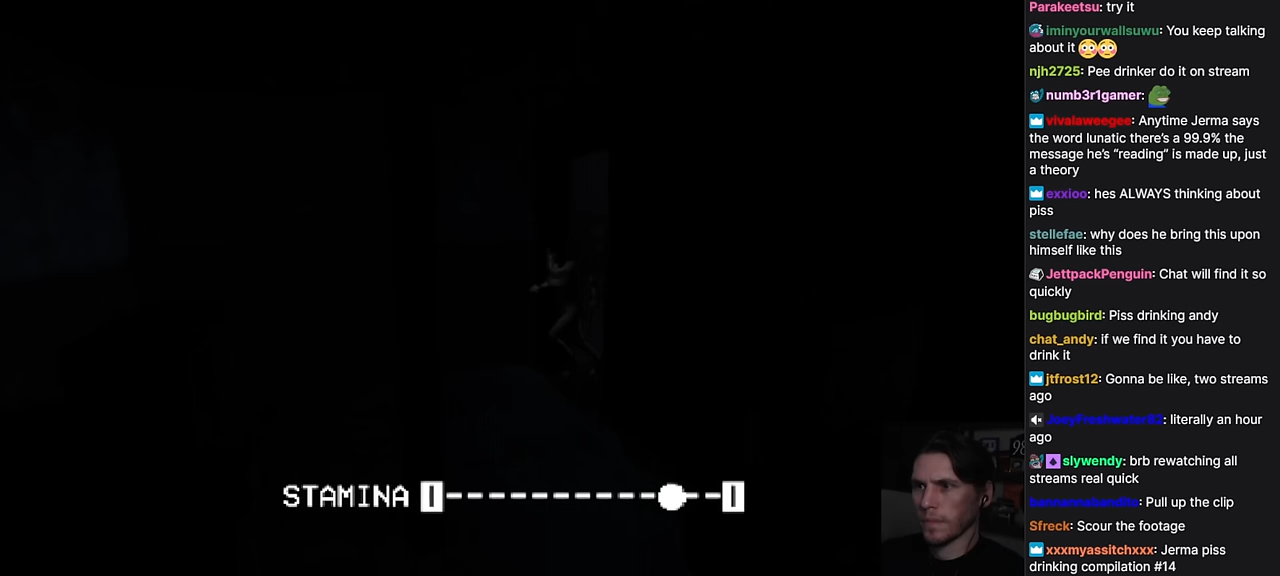 STAMINA
Parakeetsu: try it
iminyourwallsuwu: You keep talking
about it 😳😳
njh2725: Pee drinker do it on stream
numb3r1gamer:
vivalaweegee: Anytime Jerma says
the word lunatic there's a 99.9% the
message he's “reading” is made up, just
a theory
exxioo: hes ALWAYS thinking about
piss
stellefae: why does he bring this upon
himself like this
JettpackPenguin: Chat will find it so
quickly
bugbugbird: Piss drinking andy
chat_andy: if we find it you have to
drink it
jtfrost12: Gonna be like, two streams
ago
JoeyFreshwater82: literally an hour
ago
slywendy: brb rewatching all
streams real quick
bannannabandito: Pull up the clip
Sfreck: Scour the footage
xxxmyassitchxxx: Jerma piss
drinking compilation #14